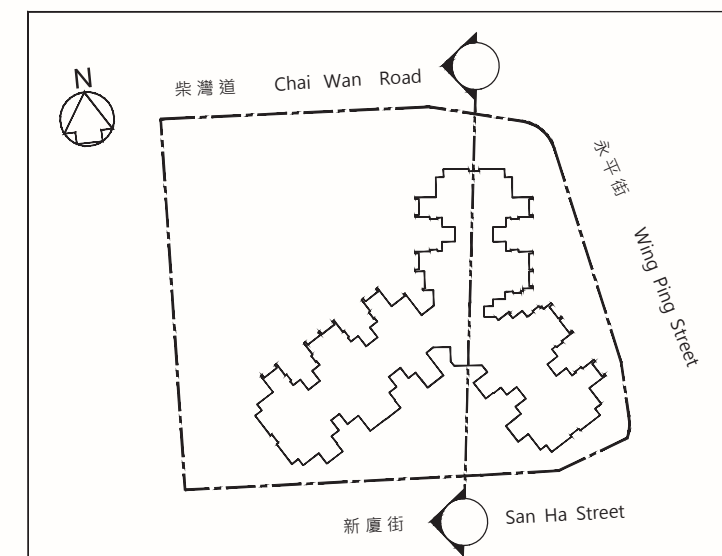 N
柴灣道 Chai Wan Road
永平街 Wing Ping Street
新廈街 San Ha Street